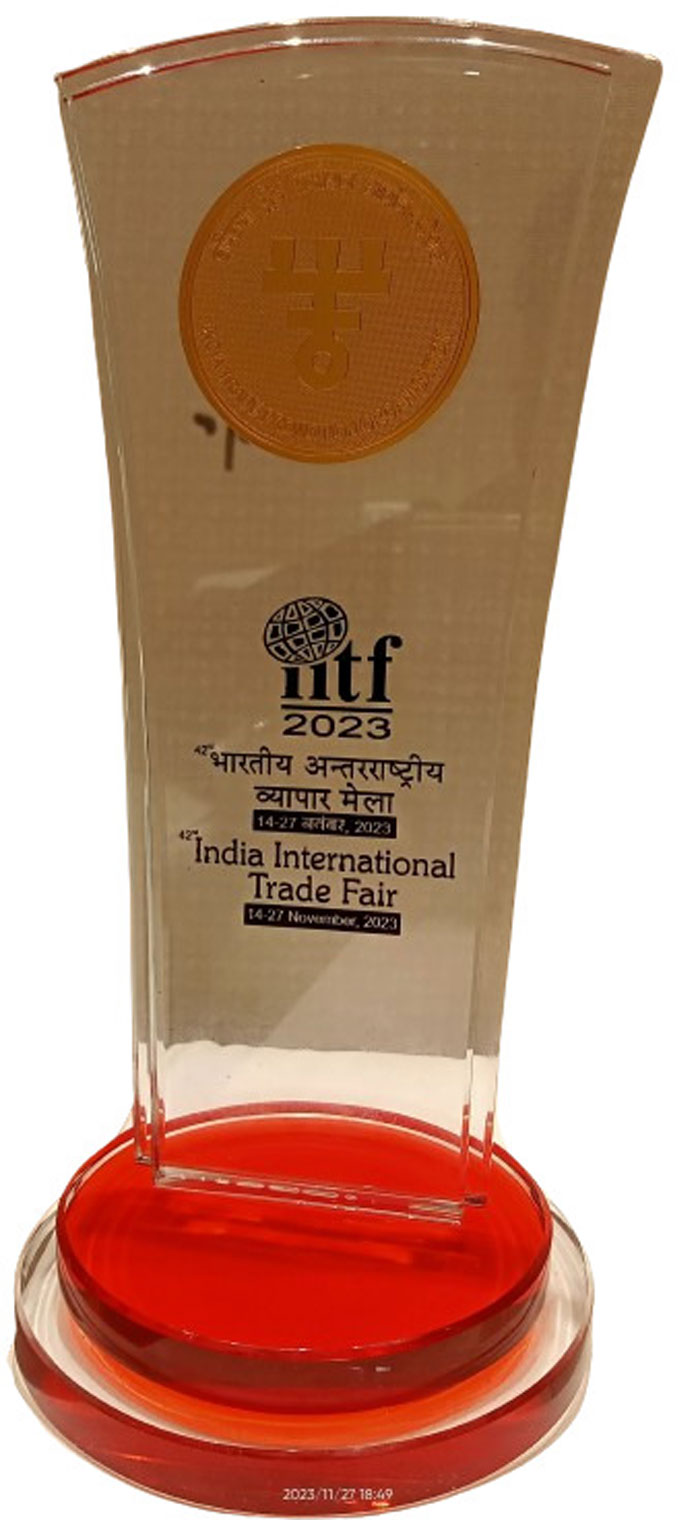 iitf
2023
42nd भारतीय अन्तरराष्ट्रीय
व्यापार मेला
14-27 नवंबर, 2023
42nd India International
Trade Fair
14-27 November, 2023
2023/11/27 18:49